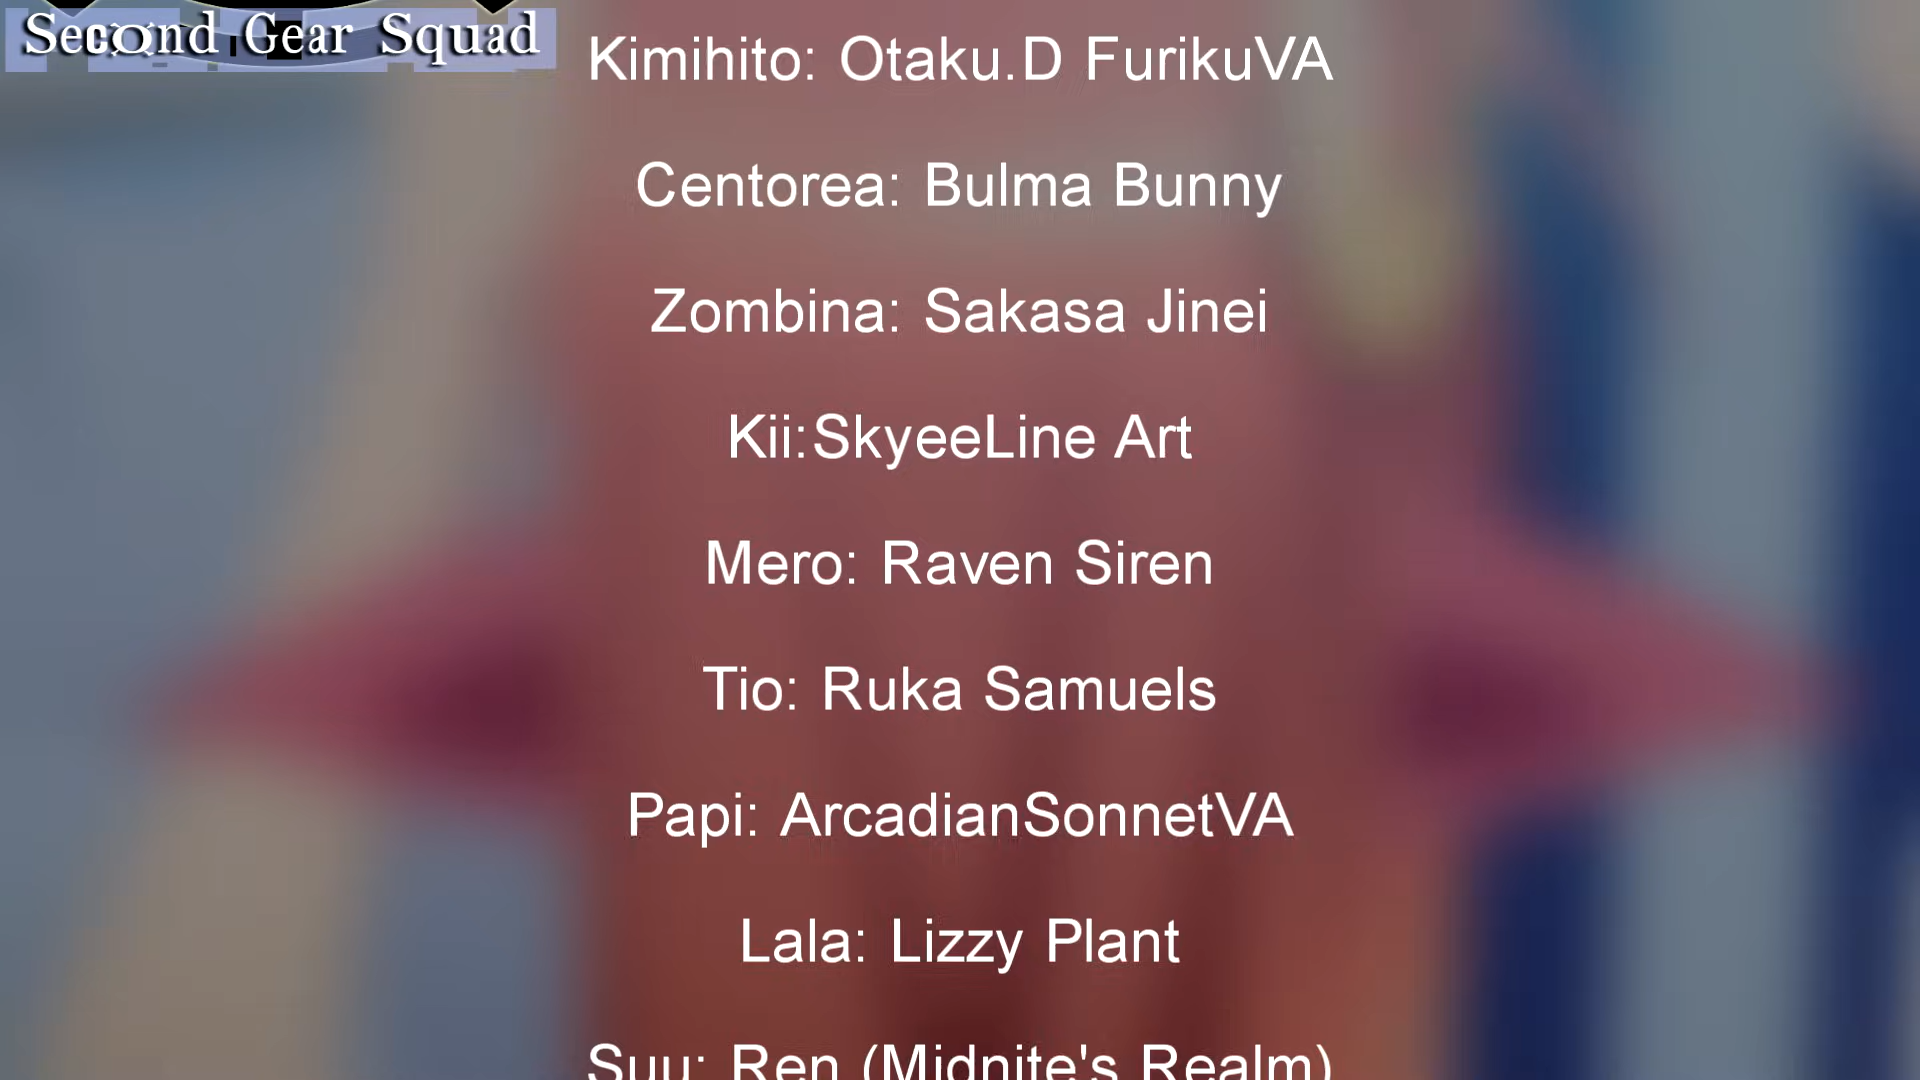 Second Gear Squad
Kimihito: Otaku.D FurikuVA
Centorea: Bulma Bunny
Zombina: Sakasa Jinei
Kii:SkyeeLine Art
Mero: Raven Siren
Tio: Ruka Samuels
Papi: ArcadianSonnetVA
Lala: Lizzy Plant
Suu: Ren (Midnite's Realm)